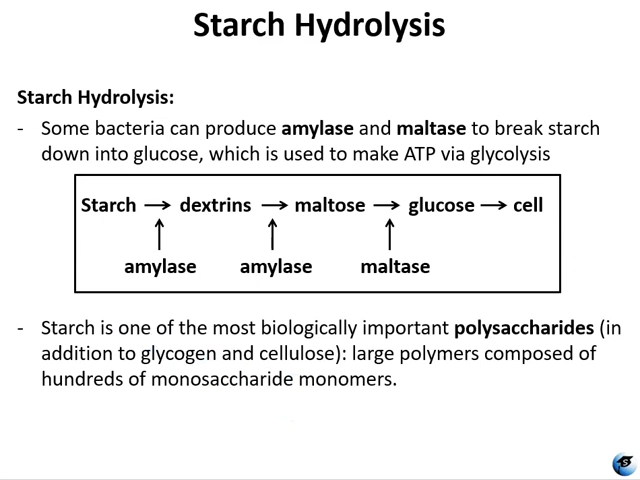 Starch Hydrolysis
Starch Hydrolysis:
- Some bacteria can produce amylase and maltase to break starch
down into glucose, which is used to make ATP via glycolysis
Starch → dextrins → maltose → glucose → cell
amylase amylase maltase
- Starch is one of the most biologically important polysaccharides (in
addition to glycogen and cellulose): large polymers composed of
hundreds of monosaccharide monomers.
S